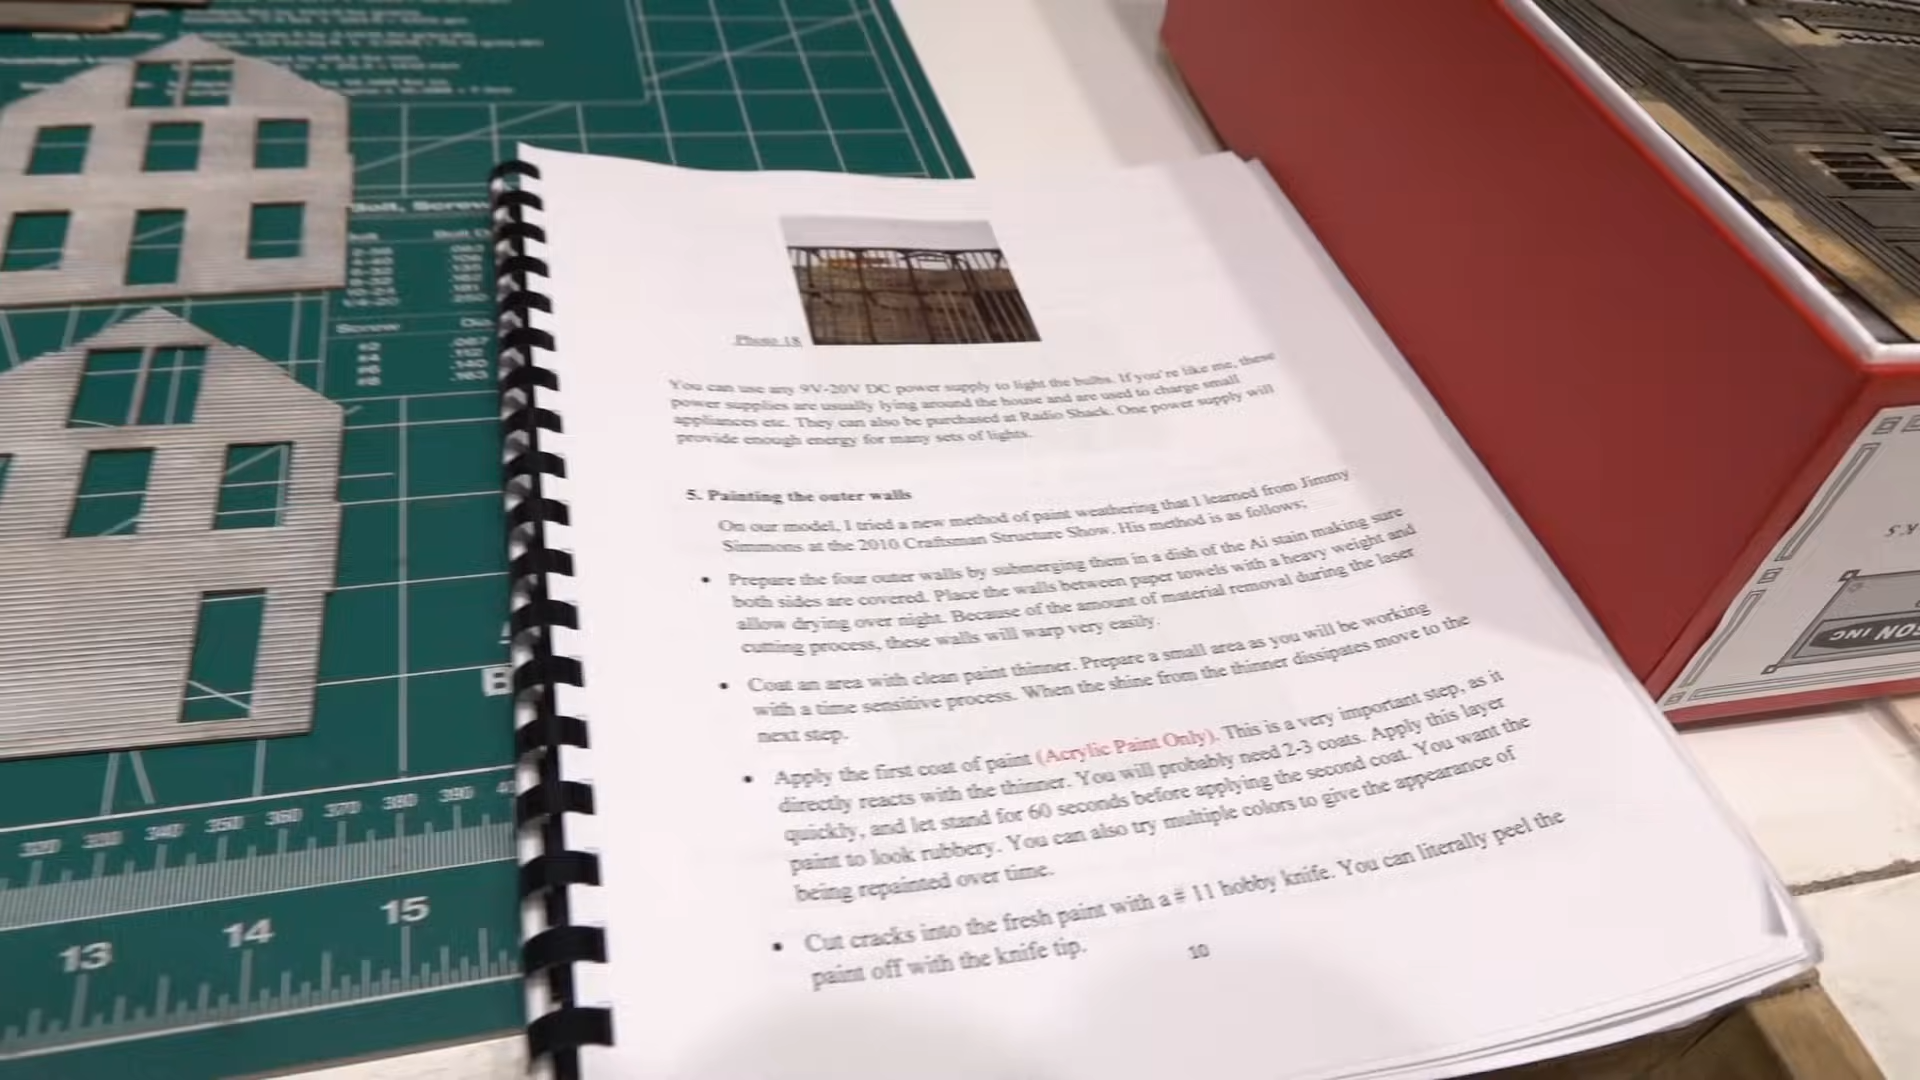 Bolt, Screw
Screw
#2
#4
#6
#8
Photo 18
You can use any 9V-20V DC power supply to light the bulbs. If you're like me, these
power supplies are usually lying around the house and are used to charge small
appliances etc. They can also be purchased at Radio Shack. One power supply will
provide enough energy for many sets of lights.
5. Painting the outer walls
On our model, I tried a new method of paint weathering that I learned from Jimmy
Simmons at the 2010 Craftsman Structure Show. His method is as follows;
• Prepare the four outer walls by submerging them in a dish of the Ai stain making sure
both sides are covered. Place the walls between paper towels with a heavy weight and
allow drying over night. Because of the amount of material removal during the laser
cutting process, these walls will warp very easily.
• Coat an area with clean paint thinner. Prepare a small area as you will be working
with a time sensitive process. When the shine from the thinner dissipates move to the
next step.
• Apply the first coat of paint (Acrylic Paint Only). This is a very important step, as it
directly reacts with the thinner. You will probably need 2-3 coats. Apply this layer
quickly, and let stand for 60 seconds before applying the second coat. You want the
paint to look rubbery. You can also try multiple colors to give the appearance of
being repainted over time.
• Cut cracks into the fresh paint with a # 11 hobby knife. You can literally peel the
paint off with the knife tip.
10
340 350 360 370 380 390
13 14 15
B